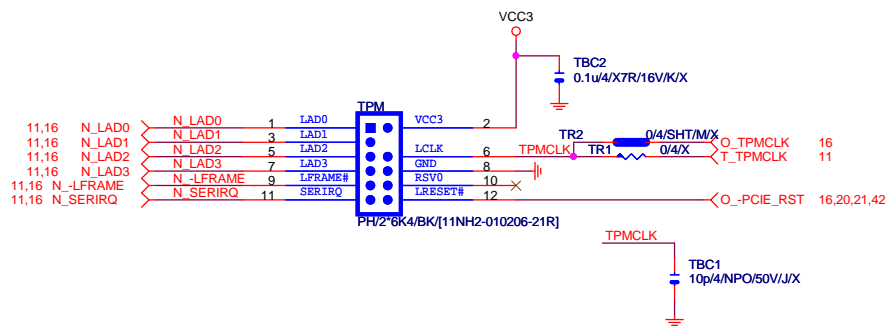 VCC3
TBC2
0.1u/4/X7R/16V/K/X
TPM
11,16 N_LAD0 N_LAD0 1 LAD0 VCC3 2
11,16 N_LAD1 N_LAD1 3 LAD1
11,16 N_LAD2 N_LAD2 5 LAD2 LCLK 6 TPMCLK
11,16 N_LAD3 N_LAD3 7 LAD3 GND 8
11,16 N_-LFRAME N_-LFRAME 9 LFRAME# RSV0 10
11,16 N_SERIRQ N_SERIRQ 11 SERIRQ LRESET# 12
TR2 0/4/SHT/M/X O_TPMCLK 16
TR1 0/4/X T_TPMCLK 11
O_-PCIE_RST 16,20,21,42
PH/2*6K4/BK/[11NH2-010206-21R]
TPMCLK
TBC1
10p/4/NPO/50V/J/X